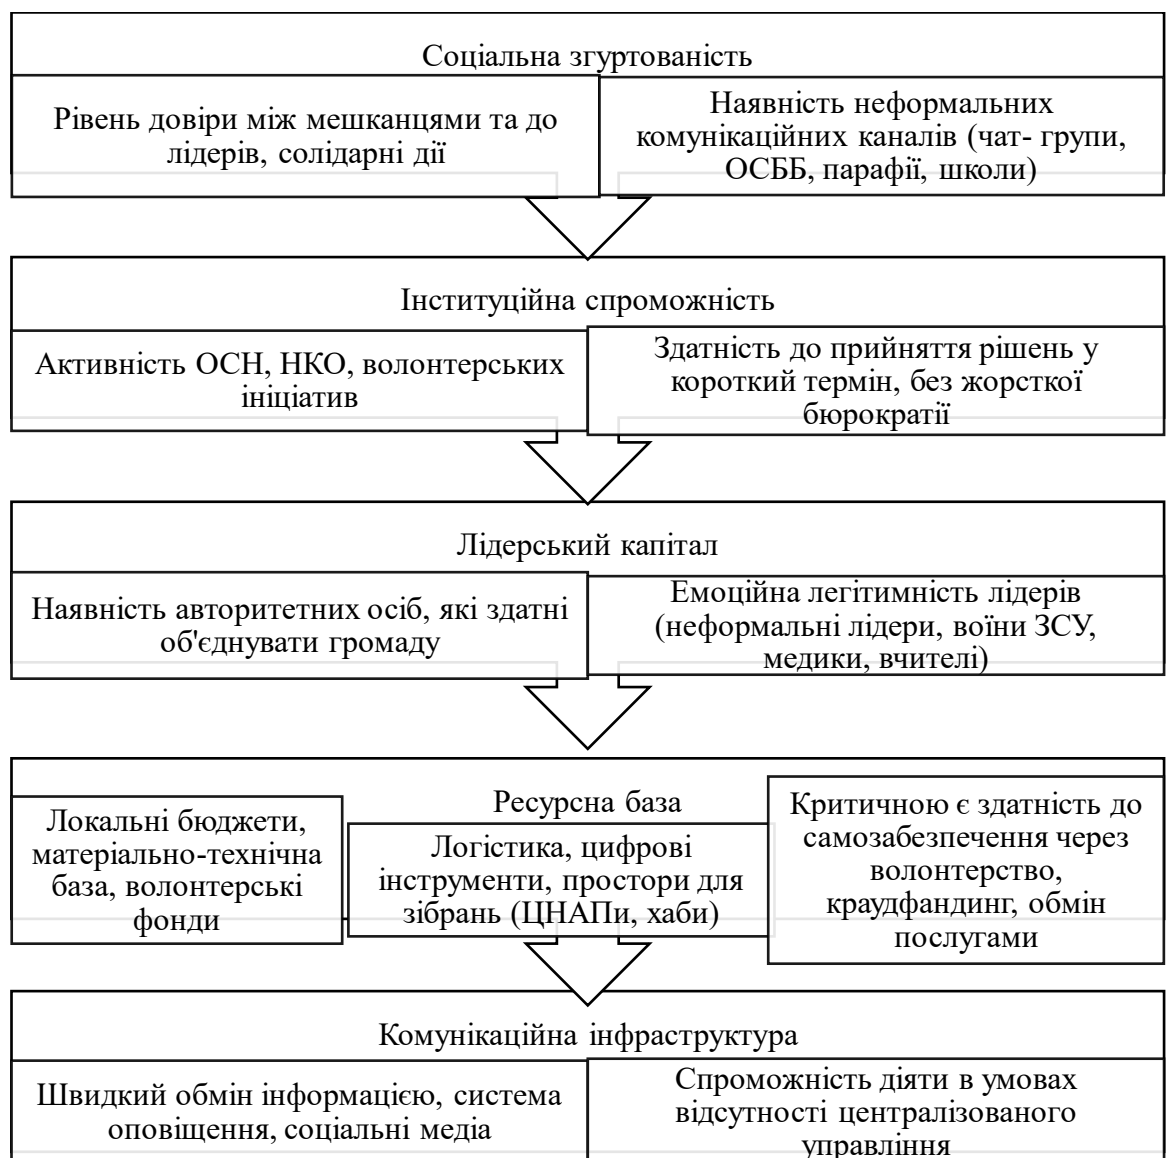 Соціальна згуртованість
Рівень довіри між мешканцями та до
лідерів, солідарні дії
Наявність неформальних
комунікаційних каналів (чат- групи,
ОСББ, парафії, школи)
Інституційна спроможність
Активність ОСН, НКО, волонтерських
ініціатив
Здатність до прийняття рішень у
короткий термін, без жорсткої
бюрократії
Лідерський капітал
Наявність авторитетних осіб, які здатні
об'єднувати громаду
Емоційна легітимність лідерів
(неформальні лідери, воїни ЗСУ,
медики, вчителі)
Ресурсна база
Локальні бюджети,
матеріально-технічна
база, волонтерські
фонди
Логістика, цифрові
інструменти, простори для
зібрань (ЦНАПи, хаби)
Критичною є здатність до
самозабезпечення через
волонтерство,
краудфандинг, обмін
послугами
Комунікаційна інфраструктура
Швидкий обмін інформацією, система
оповіщення, соціальні медіа
Спроможність діяти в умовах
відсутності централізованого
управління